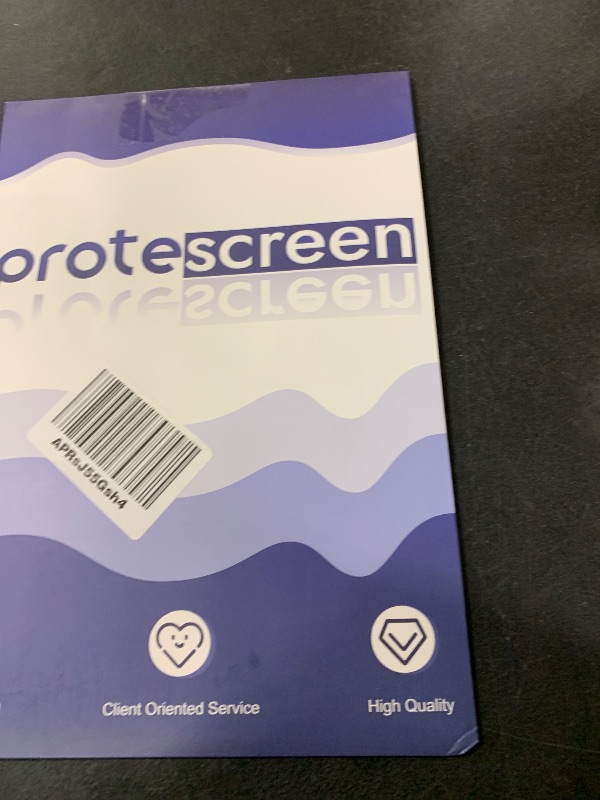 protescreen
APRsJ55Gsh4
Client Oriented Service
High Quality